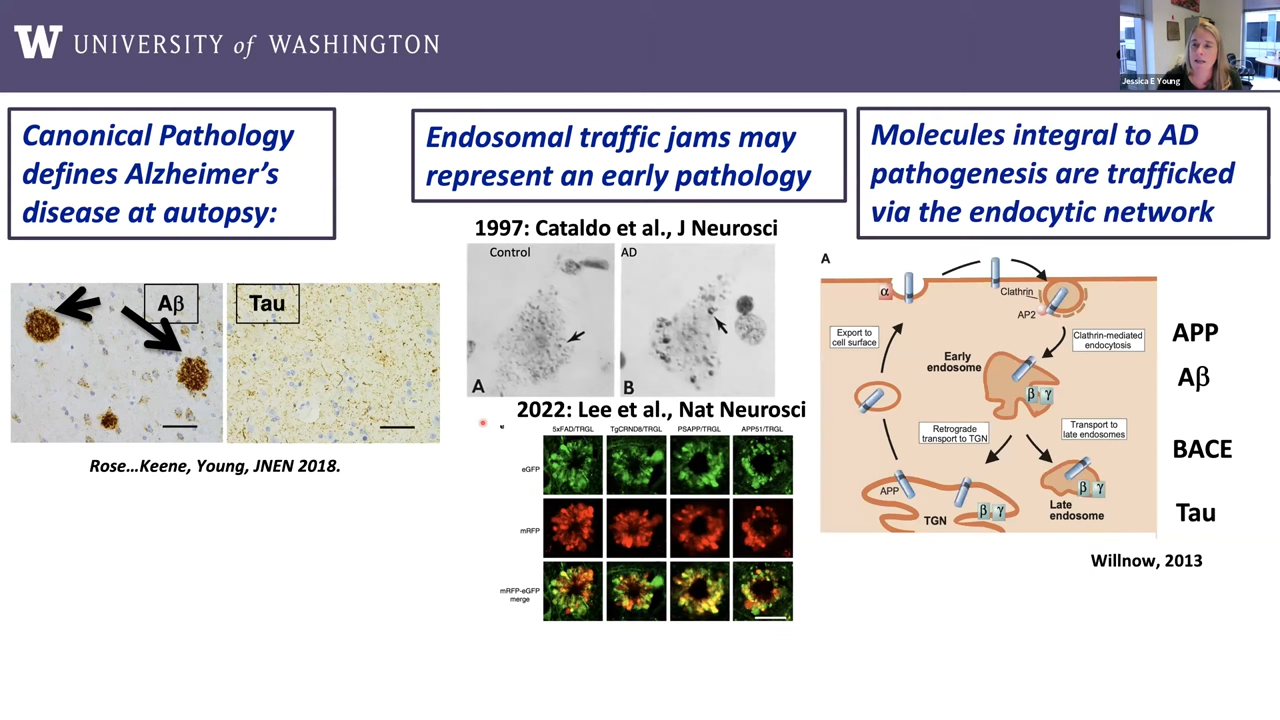 W UNIVERSITY of WASHINGTON
Jessica E Young
Canonical Pathology
defines Alzheimer's
disease at autopsy:
Aβ
Tau
Rose…Keene, Young, JNEN 2018.
Endosomal traffic jams may
represent an early pathology
1997: Cataldo et al., J Neurosci
Control
AD
A
B
2022: Lee et al., Nat Neurosci
5xFAD/TRGL
TgCRND8/TRGL
PSAPP/TRGL
APP51/TRGL
eGFP
mRFP
mRFP-eGFP
merge
Molecules integral to AD
pathogenesis are trafficked
via the endocytic network
A
α
Clathrin
AP2
Export to
cell surface
Clathrin-mediated
endocytosis
Early
endosome
β γ
Retrograde
transport to TGN
Transport to
late endosomes
APP
β γ
TGN
β γ
Late
endosome
APP
Aβ
BACE
Tau
Willnow, 2013